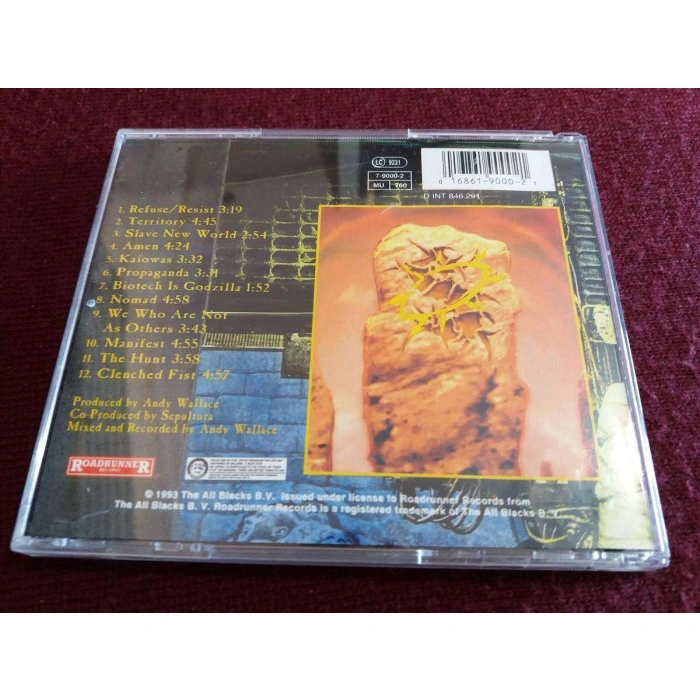 LC 9231
7-9000-2
MU 760
0 16861-9000-2 1
D INT 846.291
1. Refuse/Resist 3:19
2. Territory 4:45
3. Slave New World 2:54
4. Amen 4:24
5. Kaiowas 3:32
6. Propaganda 3:31
7. Biotech Is Godzilla 1:52
8. Nomad 4:58
9. We Who Are Not
As Others 3:43
10. Manifest 4:55
11. The Hunt 3:58
12. Clenched Fist 4:57
Produced by Andy Wallace
Co-Produced by Sepultura
Mixed and Recorded by Andy Wallace
ROADRUNNER
RECORDS
© 1993 The All Blacks B.V. Issued under license to Roadrunner Records from
The All Blacks B. V. Roadrunner Records is a registered trademark of The All Blacks B. V.